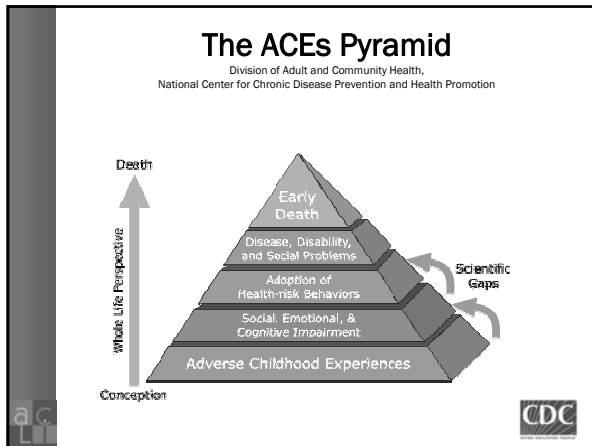 The ACEs Pyramid
Division of Adult and Community Health,
National Center for Chronic Disease Prevention and Health Promotion
Death
Whole Life Perspective
Conception
Early
Death
Disease, Disability,
and Social Problems
Adoption of
Health-risk Behaviors
Social, Emotional, &
Cognitive Impairment
Adverse Childhood Experiences
Scientific
Gaps
CDC